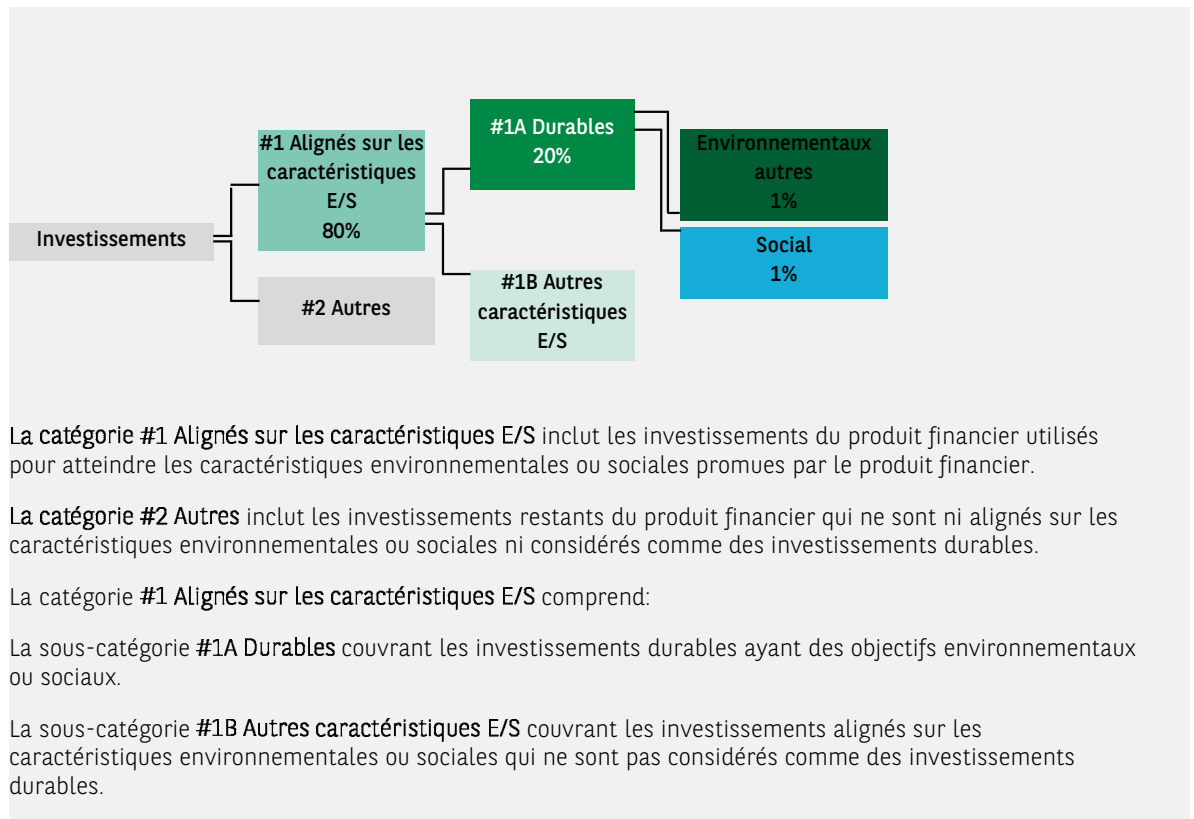 #1A Durables
20%
#1 Alignés sur les
caractéristiques
E/S
80%
Environnementaux
autres
1%
Investissements
Social
1%
#2 Autres
#1B Autres
caractéristiques
E/S
La catégorie #1 Alignés sur les caractéristiques E/S inclut les investissements du produit financier utilisés
pour atteindre les caractéristiques environnementales ou sociales promues par le produit financier.
La catégorie #2 Autres inclut les investissements restants du produit financier qui ne sont ni alignés sur les
caractéristiques environnementales ou sociales ni considérés comme des investissements durables.
La catégorie #1 Alignés sur les caractéristiques E/S comprend:
La sous-catégorie #1A Durables couvrant les investissements durables ayant des objectifs environnementaux
ou sociaux.
La sous-catégorie #1B Autres caractéristiques E/S couvrant les investissements alignés sur les
caractéristiques environnementales ou sociales qui ne sont pas considérés comme des investissements
durables.